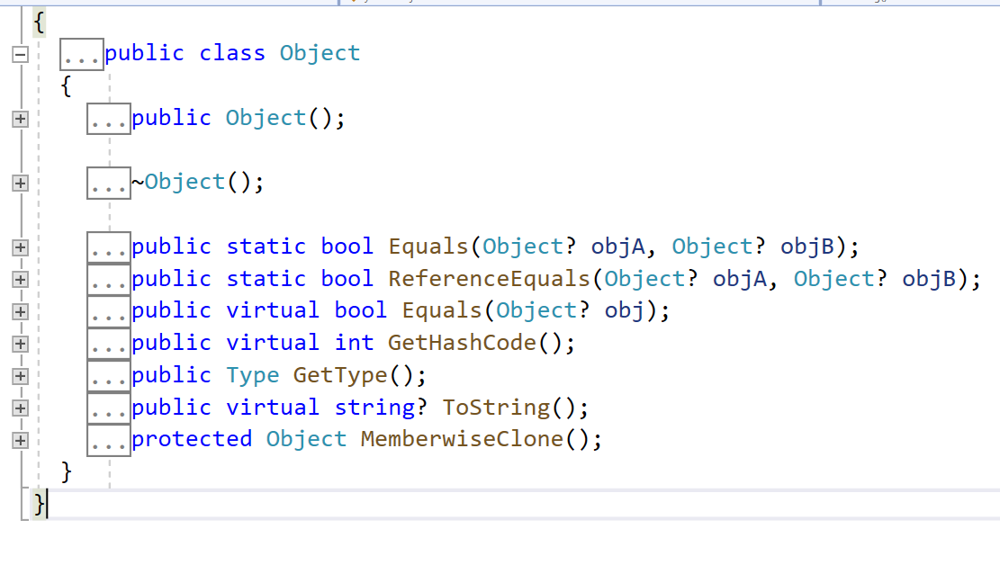 {
...public class Object
{
...public Object();
...~Object();
...public static bool Equals(Object? objA, Object? objB);
...public static bool ReferenceEquals(Object? objA, Object? objB);
...public virtual bool Equals(Object? obj);
...public virtual int GetHashCode();
...public Type GetType();
...public virtual string? ToString();
...protected Object MemberwiseClone();
}
}